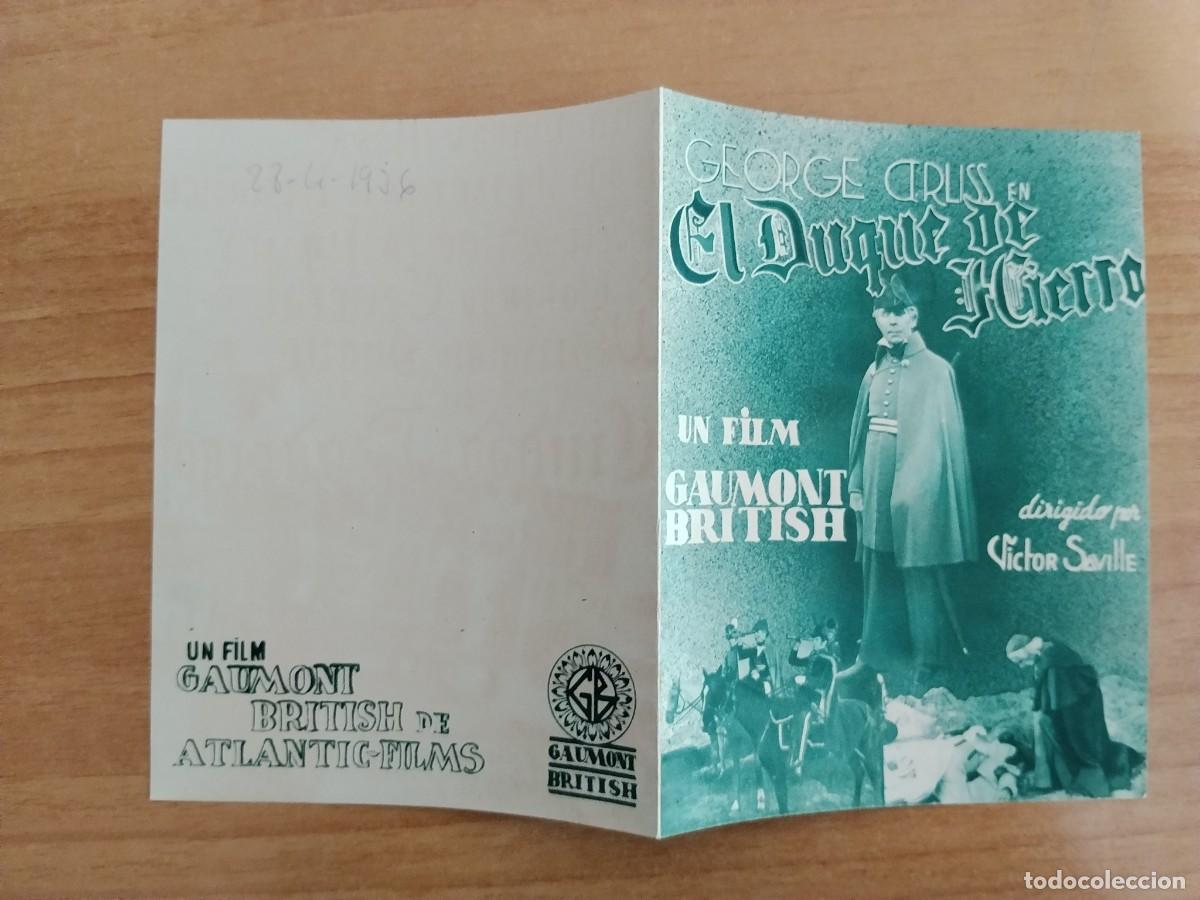 23-4-1936
UN FILM
GAUMONT
BRITISH DE
ATLANTIC-FILMS
GB
GAUMONT
BRITISH
GEORGE ARLISS EN
El Duque de
Hierro
UN FILM
GAUMONT
BRITISH
dirigido por
Victor Saville
todocoleccion